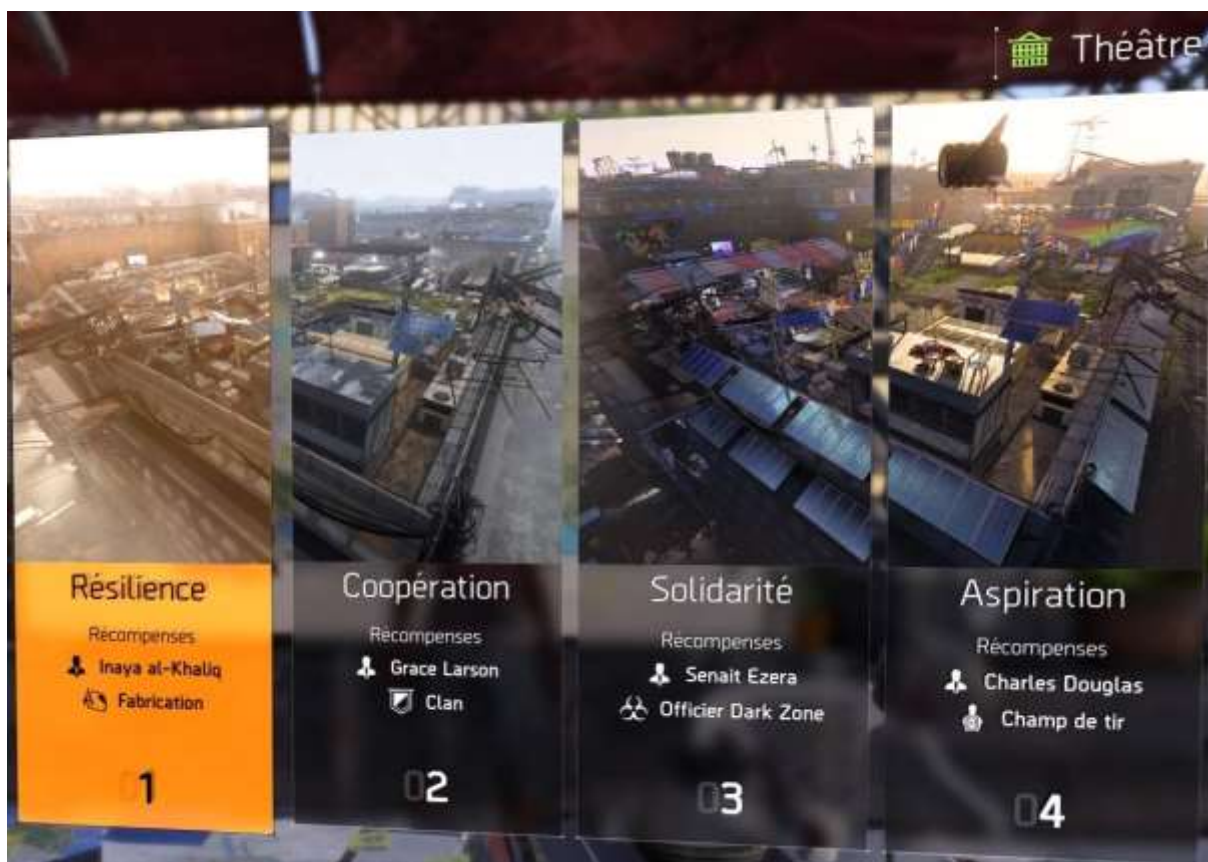 Théâtre
Résilience
Récompenses
Inaya al-Khaliq
Fabrication
01
Coopération
Récompenses
Grace Larson
Clan
02
Solidarité
Récompenses
Senait Ezera
Officier Dark Zone
03
Aspiration
Récompenses
Charles Douglas
Champ de tir
04